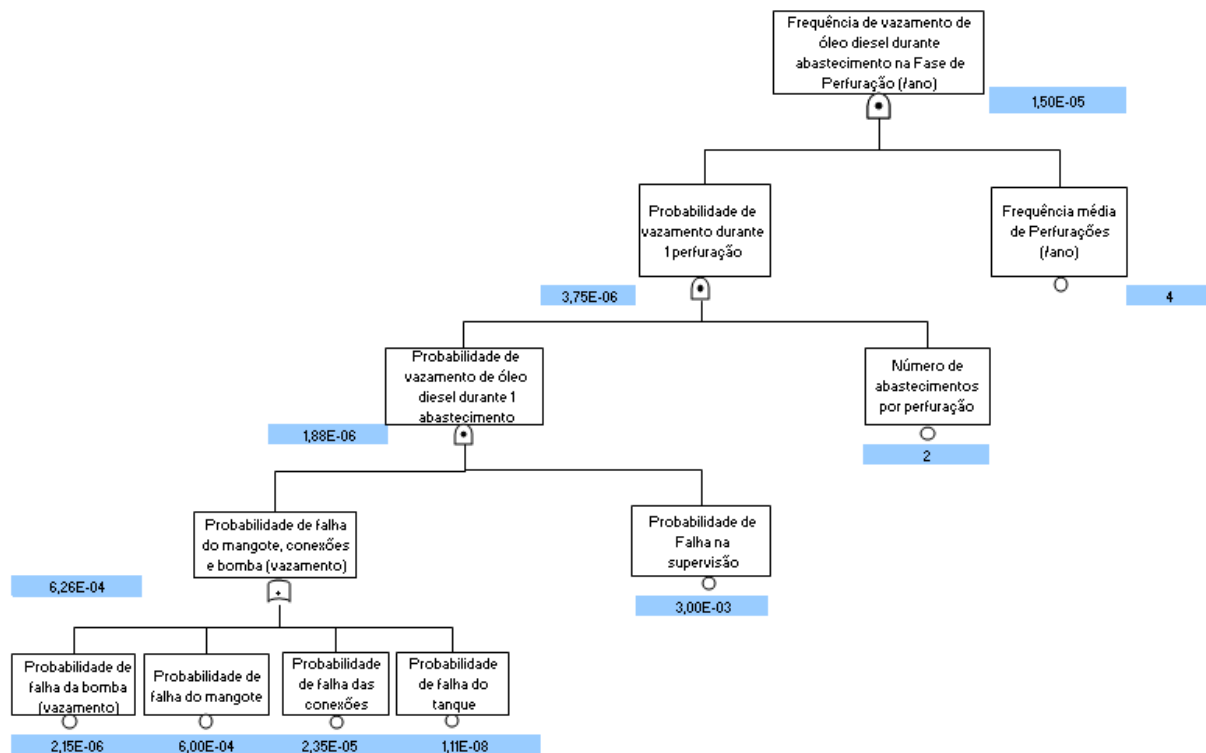 Frequência de vazamento de
óleo diesel durante
abastecimento na Fase de
Perfuração (/ano)
1,50E-05
Probabilidade de
vazamento durante
1 perfuração
3,75E-06
Frequência média
de Perfurações
(/ano)
4
Probabilidade de
vazamento de óleo
diesel durante 1
abastecimento
1,88E-06
Número de
abastecimentos
por perfuração
2
Probabilidade de falha
do mangote, conexões
e bomba (vazamento)
6,26E-04
Probabilidade de
Falha na
supervisão
3,00E-03
Probabilidade de
falha da bomba
(vazamento)
2,15E-06
Probabilidade de
falha do mangote
6,00E-04
Probabilidade
de falha das
conexões
2,35E-05
Probabilidade
de falha do
tanque
1,11E-08